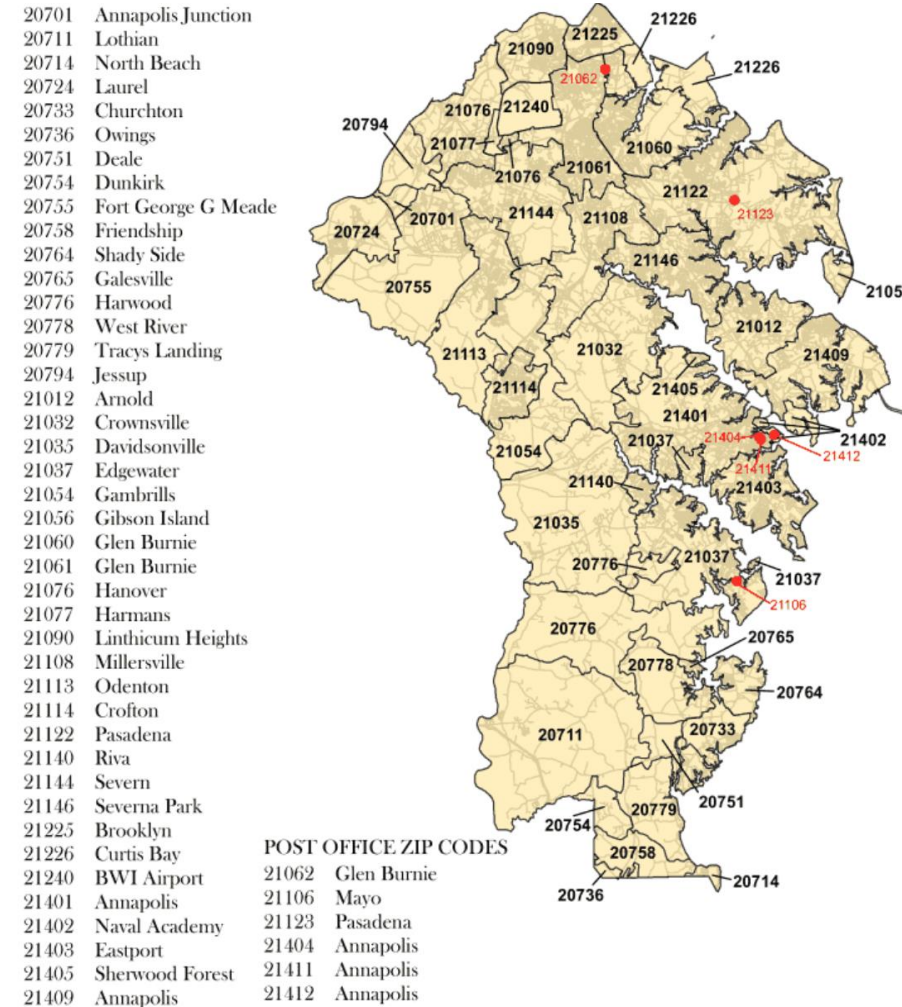 20701 Annapolis Junction
20711 Lothian
20714 North Beach
20724 Laurel
20733 Churchton
20736 Owings
20751 Deale
20754 Dunkirk
20755 Fort George G Meade
20758 Friendship
20764 Shady Side
20765 Galesville
20776 Harwood
20778 West River
20779 Tracys Landing
20794 Jessup
21012 Arnold
21032 Crownsville
21035 Davidsonville
21037 Edgewater
21054 Gambrills
21056 Gibson Island
21060 Glen Burnie
21061 Glen Burnie
21076 Hanover
21077 Harmans
21090 Linthicum Heights
21108 Millersville
21113 Odenton
21114 Crofton
21122 Pasadena
21140 Riva
21144 Severn
21146 Severna Park
21225 Brooklyn
21226 Curtis Bay
21240 BWI Airport
21401 Annapolis
21402 Naval Academy
21403 Eastport
21405 Sherwood Forest
21409 Annapolis
POST OFFICE ZIP CODES
21062 Glen Burnie
21106 Mayo
21123 Pasadena
21404 Annapolis
21411 Annapolis
21412 Annapolis
21226
21225
21090
21226
21062
21240
21076
20794
21077
21060
21061
21076
21122
21123
21144
21108
20701
20724
21146
20755
2105
21012
21032
21113
21409
21114
21405
21401
21402
21404
21037
21054
21412
21411
21403
21140
21035
21037
20776
21037
21106
20776
20765
20778
20764
20711
20733
20751
20779
20754
20758
20714
20736